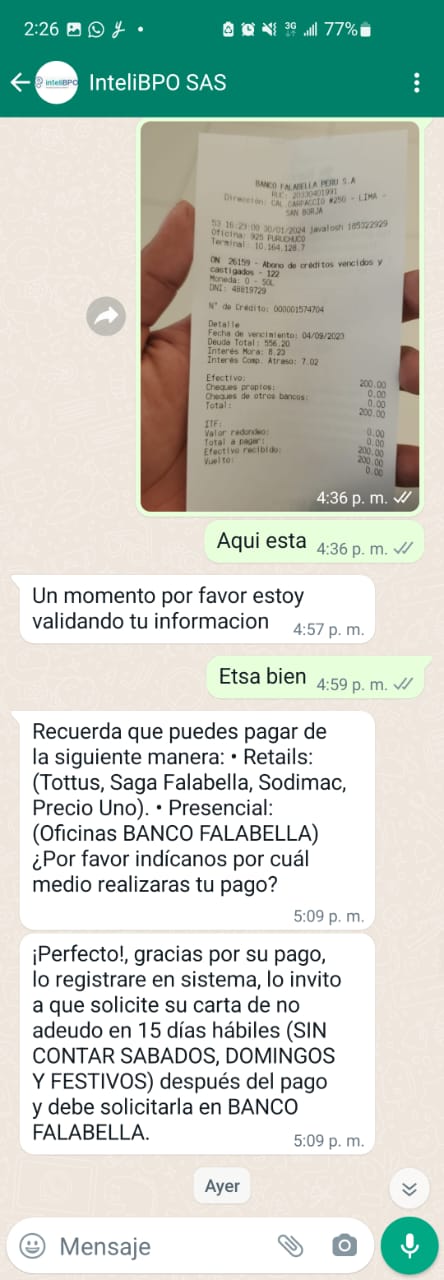 2:26
3G
77%
inteliBPO
InteliBPO SAS
BANCO FALABELLA PERU S.A
RUC: 20330401991
Dirección: CAL.CARPACCIO #250 - LIMA -
SAN BORJA
53 16:29:00 30/01/2024 javalosh 185322929
Oficina: 925 PURUCHUCO
Terminal: 10.164.128.7
ON 26159 - Abono de créditos vencidos y
castigados - 122
Moneda: 0 - SOL
DNI: 48819729
N° de Crédito: 000001574704
Detalle
Fecha de vencimiento: 04/09/2023
Deuda Total: 556.20
Interés Mora: 8.23
Interés Comp. Atraso: 7.02
Efectivo: 200.00
Cheques propios: 0.00
Cheques de otros bancos: 0.00
Total: 200.00
ITF: 0.00
Valor redondeo: 0.00
Total a pagar: 200.00
Efectivo recibido: 200.00
Vuelto: 0.00
4:36 p. m.
Aqui esta
4:36 p. m.
Un momento por favor estoy
validando tu informacion
4:57 p. m.
Etsa bien
4:59 p. m.
Recuerda que puedes pagar de
la siguiente manera: • Retails:
(Tottus, Saga Falabella, Sodimac,
Precio Uno). • Presencial:
(Oficinas BANCO FALABELLA)
¿Por favor indícanos por cuál
medio realizaras tu pago?
5:09 p. m.
¡Perfecto!, gracias por su pago,
lo registrare en sistema, lo invito
a que solicite su carta de no
adeudo en 15 días hábiles (SIN
CONTAR SABADOS, DOMINGOS
Y FESTIVOS) después del pago
y debe solicitarla en BANCO
FALABELLA.
5:09 p. m.
Ayer
Mensaje